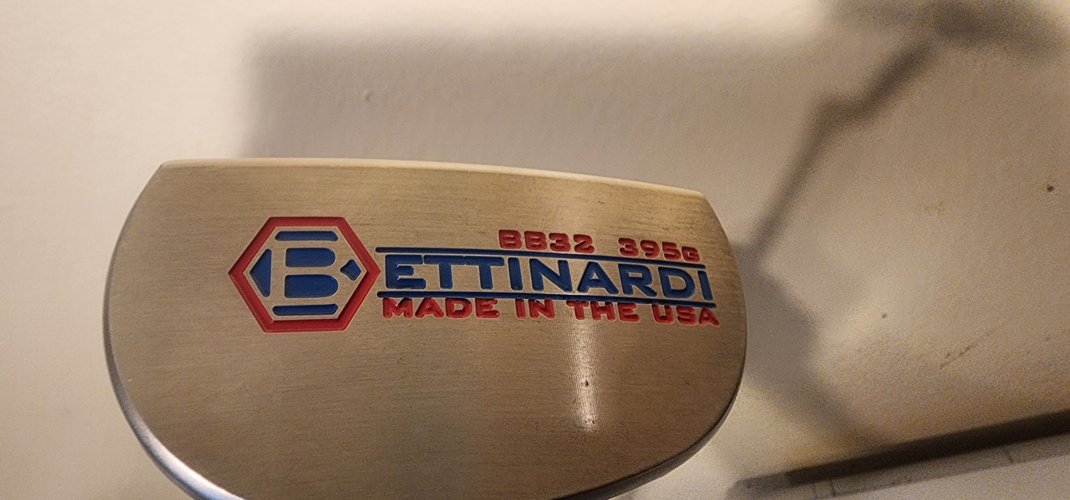 BB32 395G
BETTINARDI
MADE IN THE USA